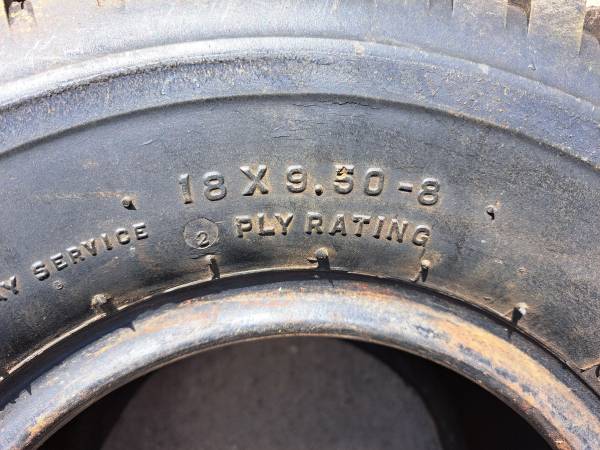 18 X 9.50-8
SERVICE ② PLY RATING